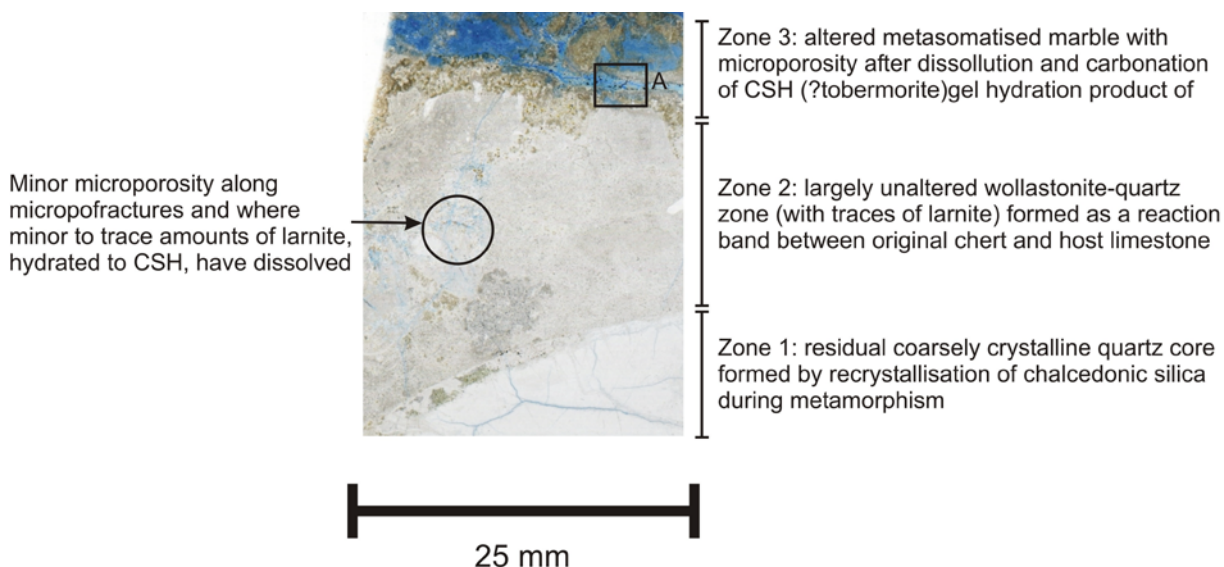 Zone 3: altered metasomatised marble with
microporosity after dissollution and carbonation
of CSH (?tobermorite)gel hydration product of
A
Minor microporosity along
micropofractures and where
minor to trace amounts of larnite,
hydrated to CSH, have dissolved
Zone 2: largely unaltered wollastonite-quartz
zone (with traces of larnite) formed as a reaction
band between original chert and host limestone
Zone 1: residual coarsely crystalline quartz core
formed by recrystallisation of chalcedonic silica
during metamorphism
25 mm